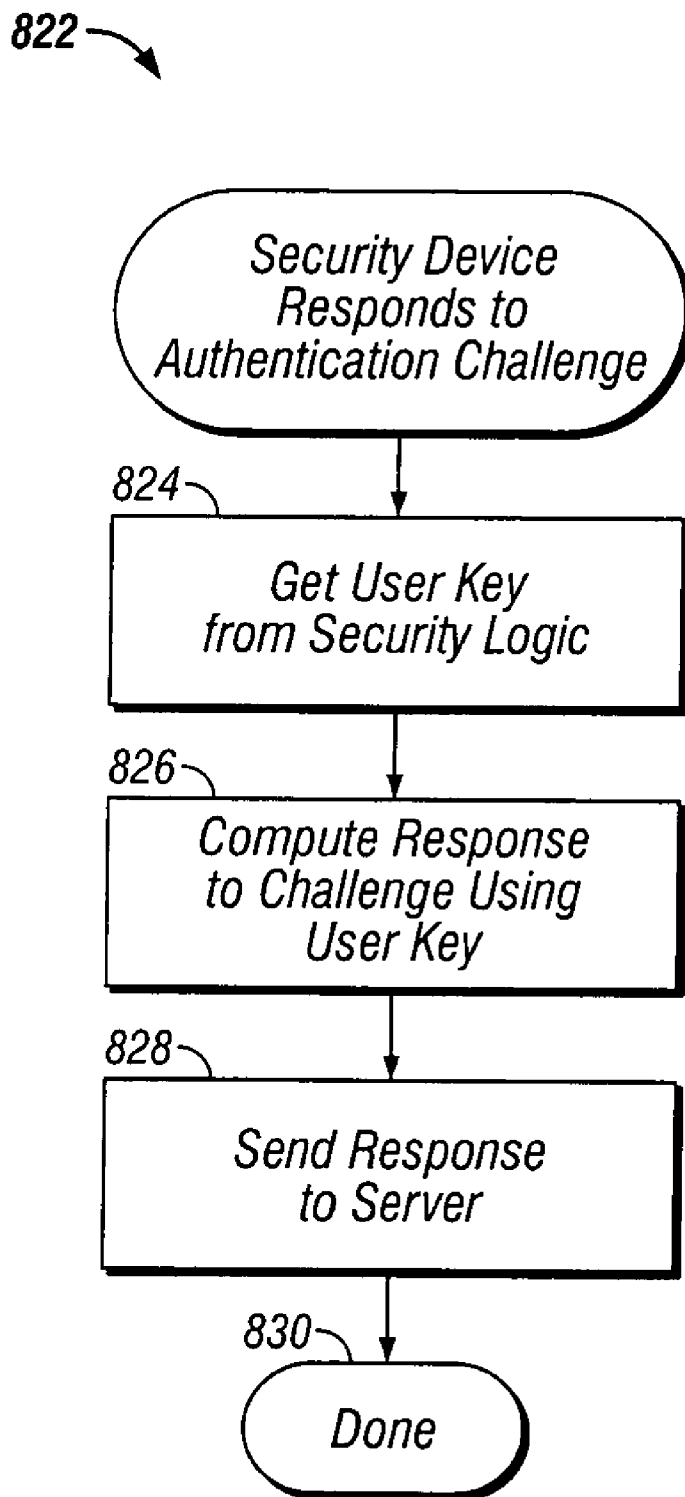 822
Security Device
Responds to
Authentication Challenge
824
Get User Key
from Security Logic
826
Compute Response
to Challenge Using
User Key
828
Send Response
to Server
830
Done